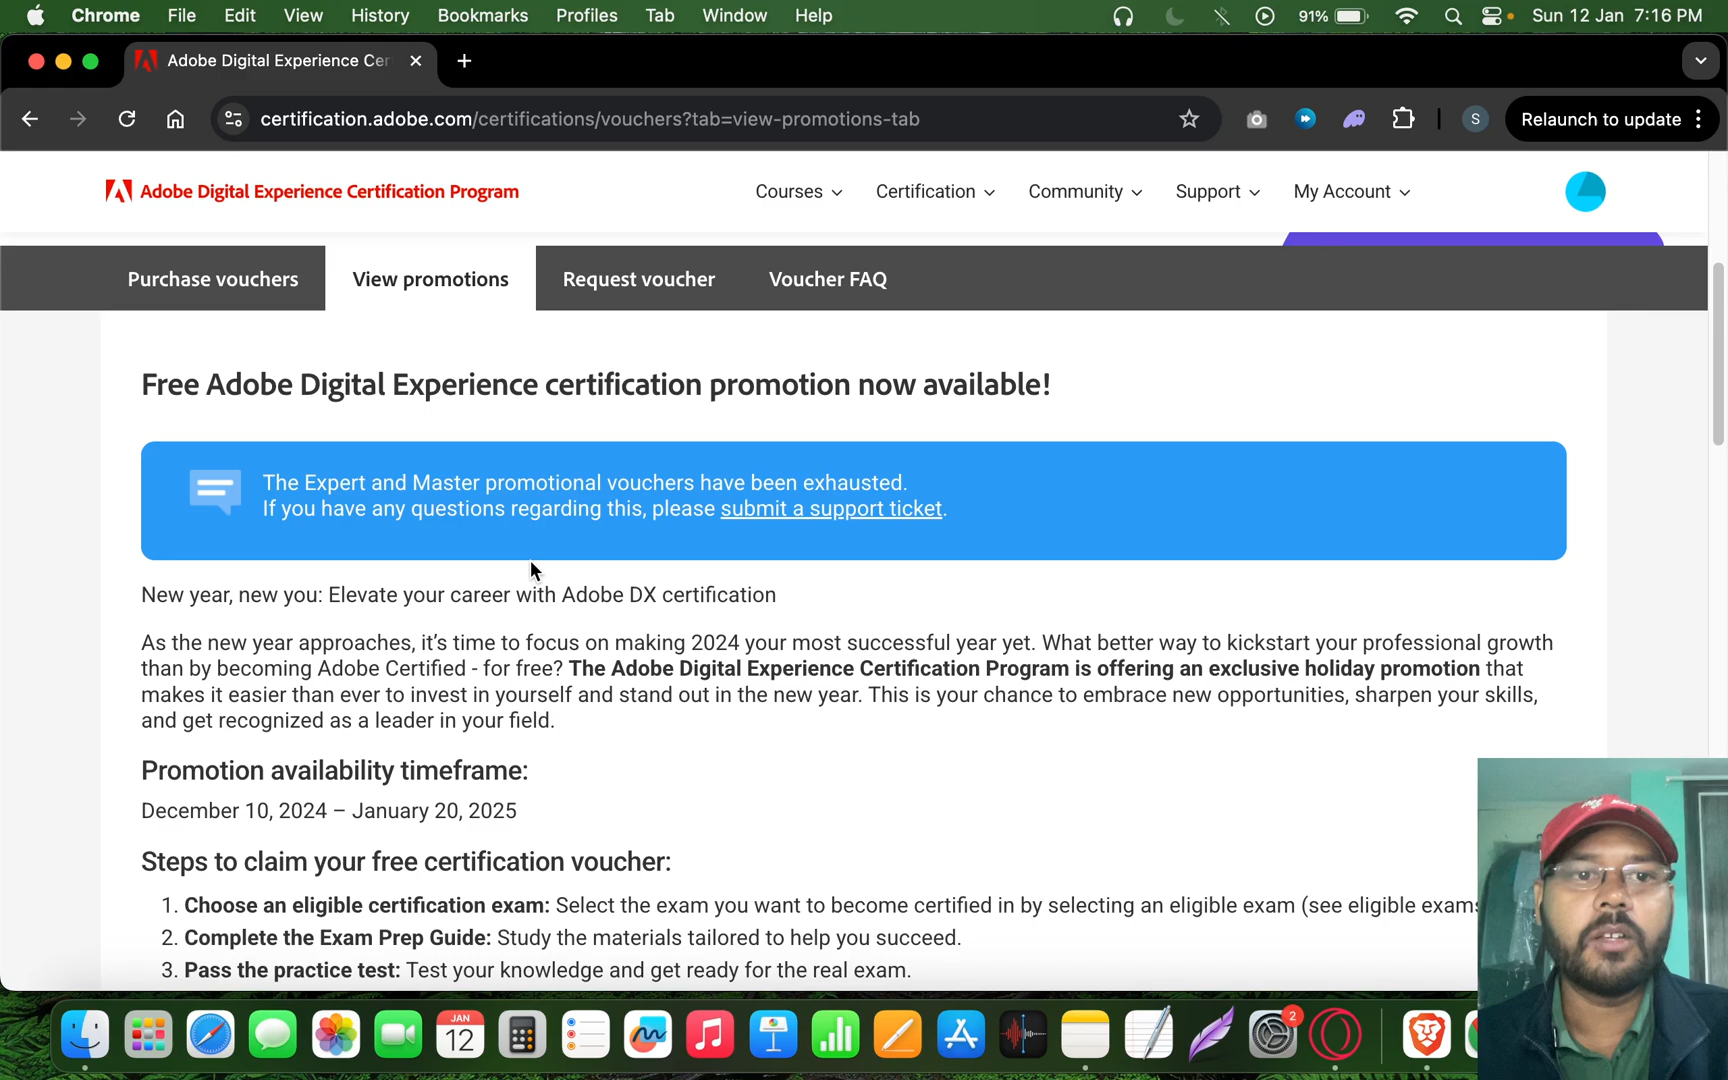 Chrome File Edit View History Bookmarks Profiles Tab Window Help 91% Sun 12 Jan 7:16 PM
Adobe Digital Experience Cer
certification.adobe.com/certifications/vouchers?tab=view-promotions-tab S Relaunch to update
Adobe Digital Experience Certification Program Courses Certification Community Support My Account
Purchase vouchers View promotions Request voucher Voucher FAQ
Free Adobe Digital Experience certification promotion now available!
The Expert and Master promotional vouchers have been exhausted.
If you have any questions regarding this, please submit a support ticket.
New year, new you: Elevate your career with Adobe DX certification
As the new year approaches, it's time to focus on making 2024 your most successful year yet. What better way to kickstart your professional growth
than by becoming Adobe Certified - for free? The Adobe Digital Experience Certification Program is offering an exclusive holiday promotion that
makes it easier than ever to invest in yourself and stand out in the new year. This is your chance to embrace new opportunities, sharpen your skills,
and get recognized as a leader in your field.
Promotion availability timeframe:
December 10, 2024 – January 20, 2025
Steps to claim your free certification voucher:
1. Choose an eligible certification exam: Select the exam you want to become certified in by selecting an eligible exam (see eligible exams
2. Complete the Exam Prep Guide: Study the materials tailored to help you succeed.
3. Pass the practice test: Test your knowledge and get ready for the real exam.
JAN
12
2